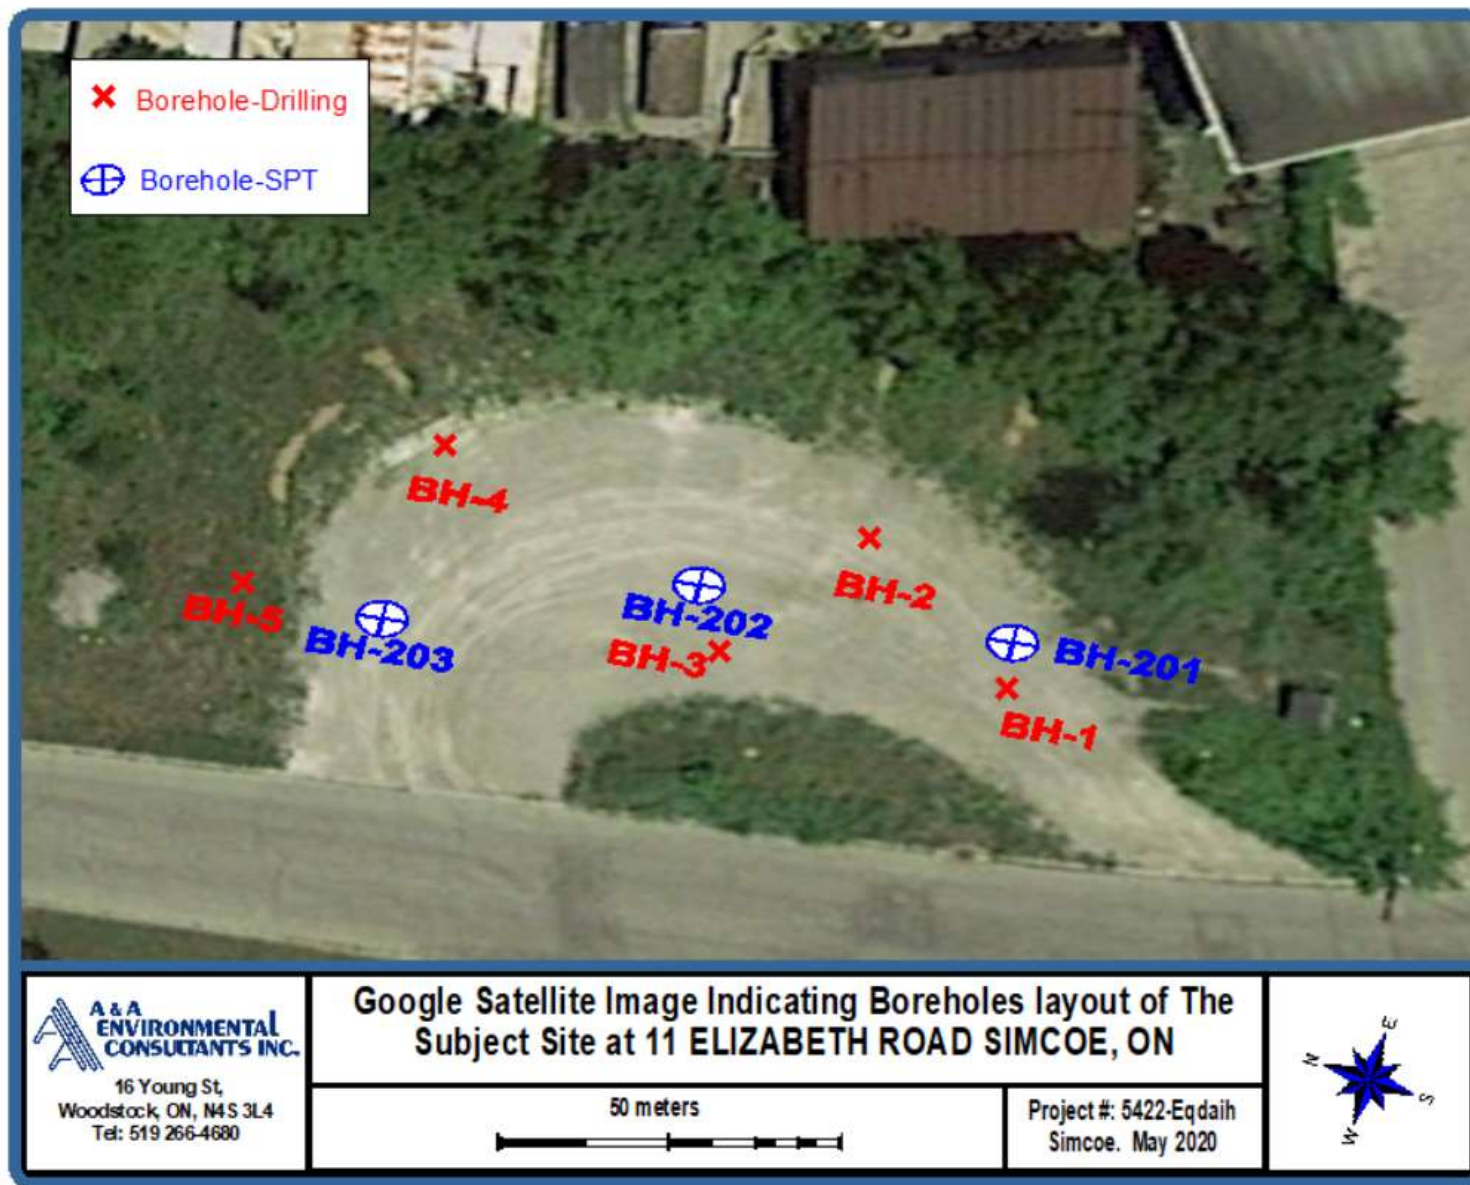 Borehole-Drilling
Borehole-SPT
BH-4
BH-2
BH-5
BH-202
BH-203
BH-3
BH-201
BH-1
A & A
ENVIRONMENTAL
CONSULTANTS INC.
16 Young St,
Woodstock, ON, N4S 3L4
Tel: 519 266-4680
Google Satellite Image Indicating Boreholes layout of The
Subject Site at 11 ELIZABETH ROAD SIMCOE, ON
50 meters
Project #: 5422-Eqdaih
Simcoe. May 2020
E
N
S
W